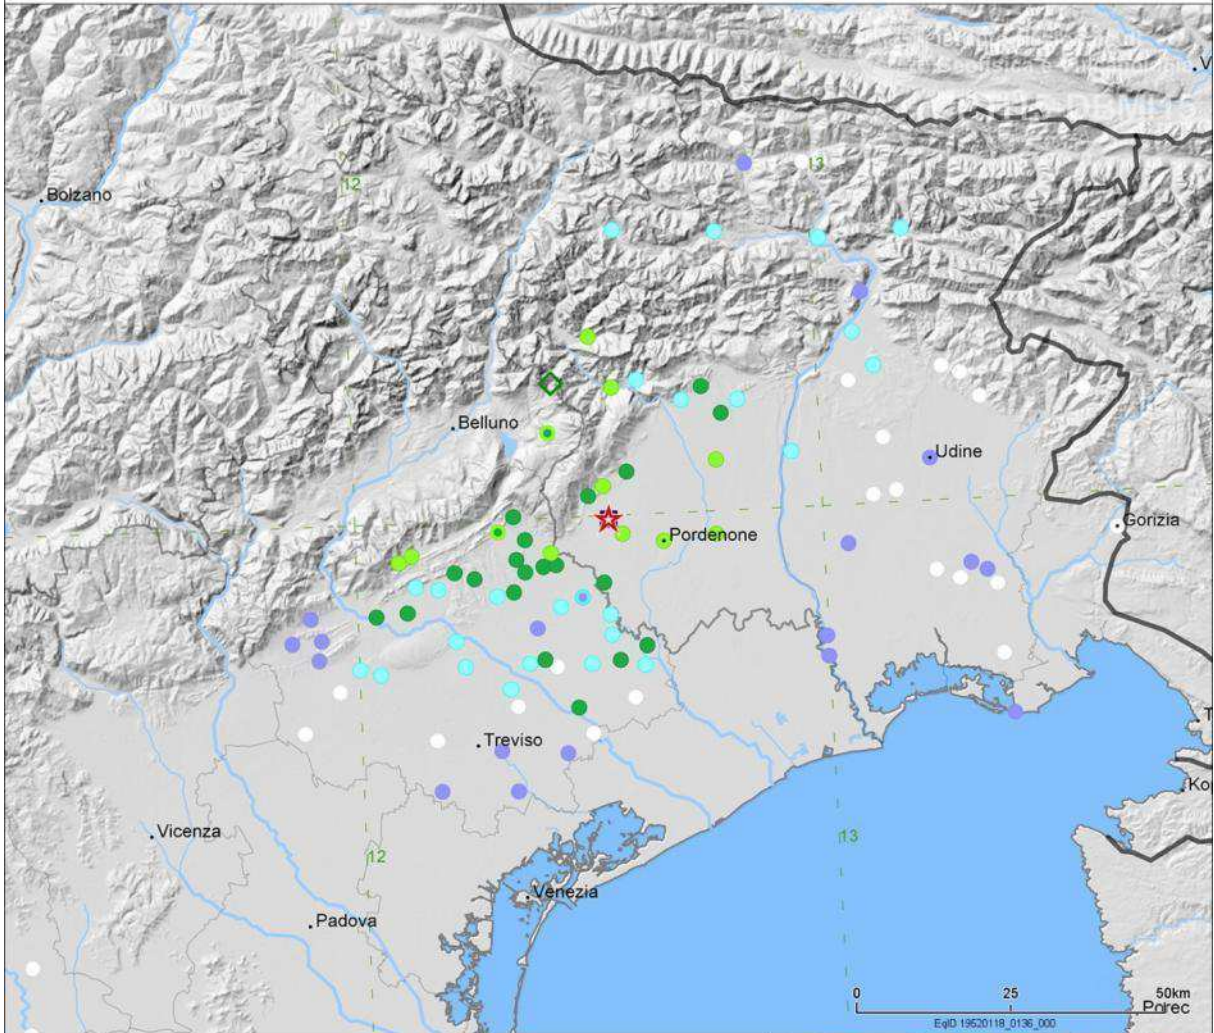 V
12
13
Bolzano
Belluno
Udine
Gorizia
Pordenone
Treviso
T
Kop
Vicenza
12
13
Venezia
Padova
0 25 50km
Porec
EqID 19520118_0136_000